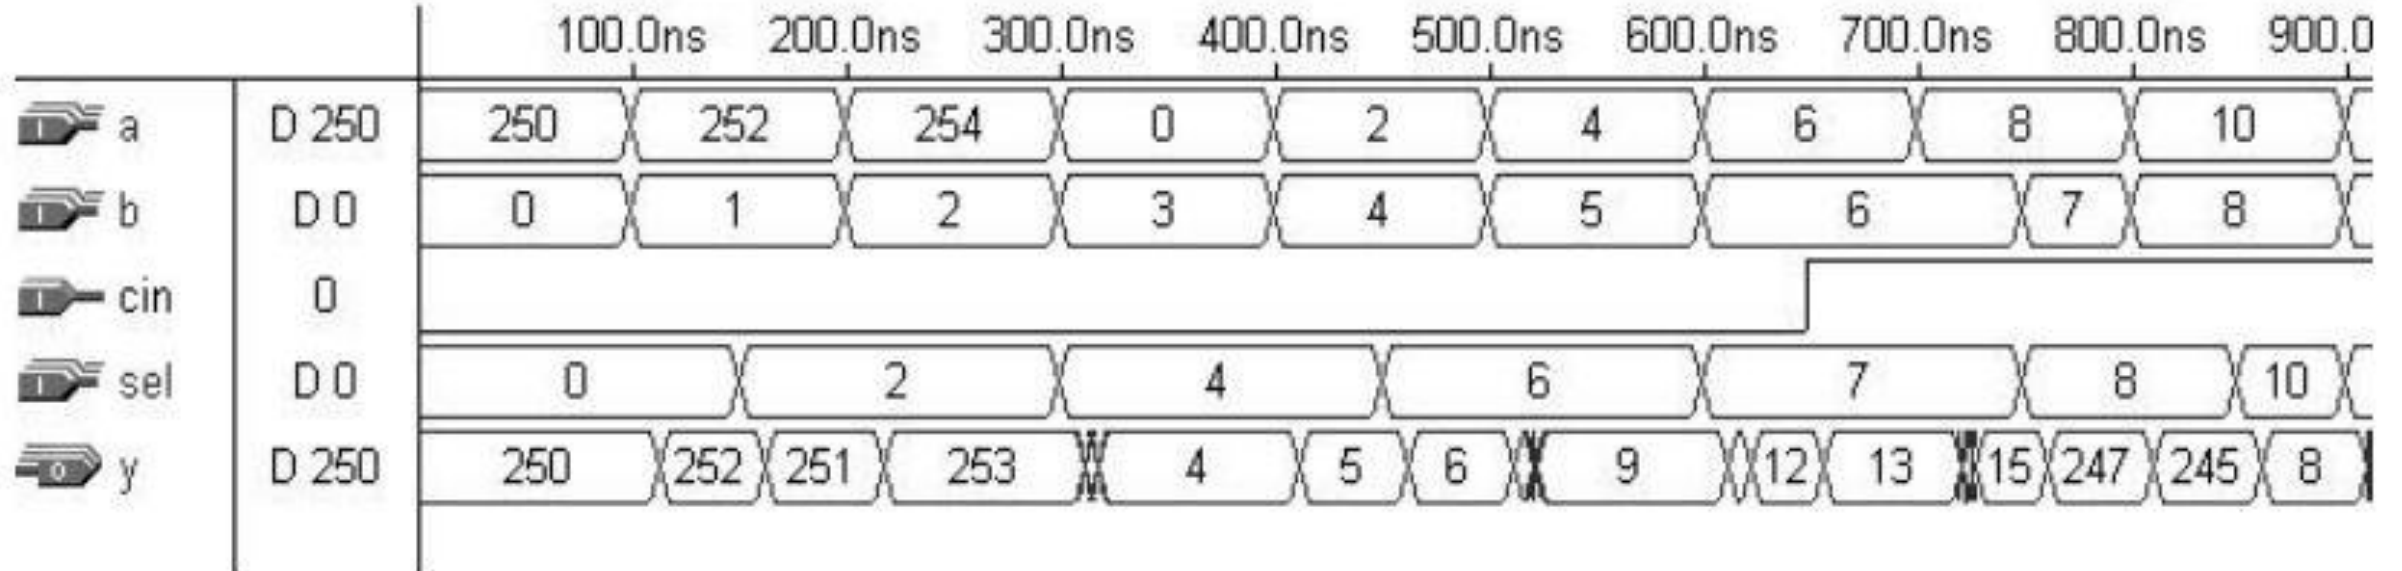 100.0ns 200.0ns 300.0ns 400.0ns 500.0ns 600.0ns 700.0ns 800.0ns 900.0
I a D 250 250 252 254 0 2 4 6 8 10
I b D 0 0 1 2 3 4 5 6 7 8
I cin 0
I sel D 0 0 2 4 6 7 8 10
O y D 250 250 252 251 253 4 5 6 9 12 13 15 247 245 8